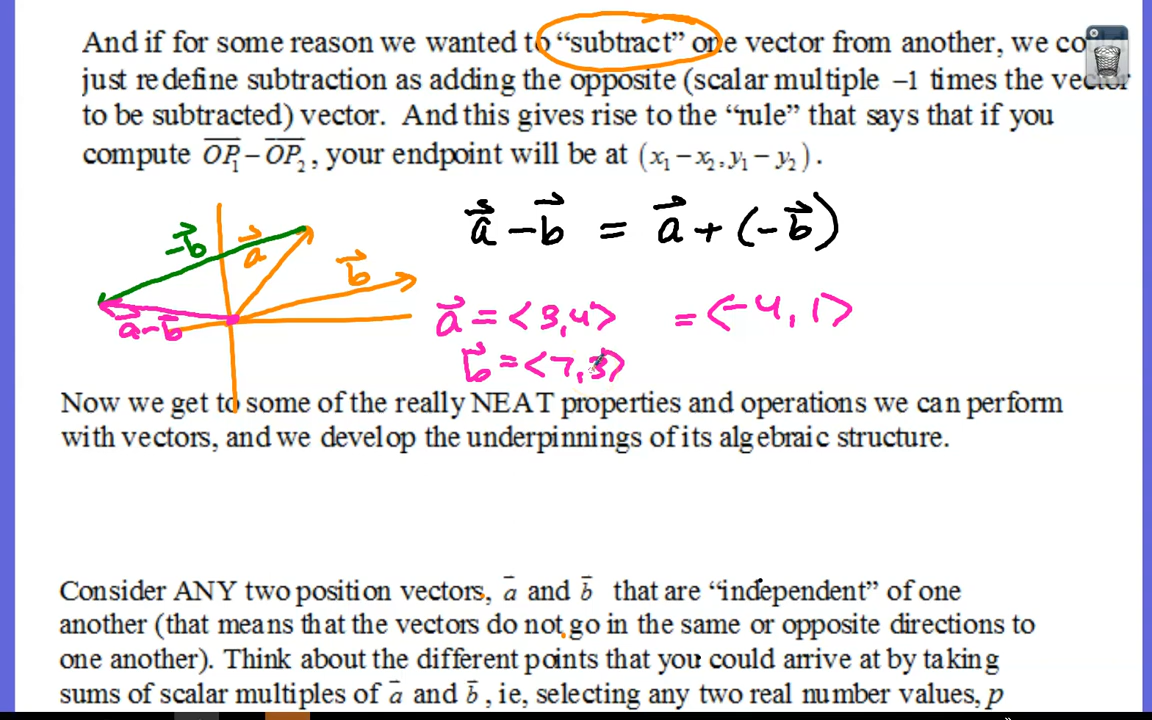 And if for some reason we wanted to “subtract” one vector from another, we co
just redefine subtraction as adding the opposite (scalar multiple –1 times the vector
to be subtracted) vector. And this gives rise to the “rule” that says that if you
compute OP₁ – OP₂, your endpoint will be at (x₁ – x₂, y₁ – y₂).
a⃗ – b⃗ = a⃗ + (–b⃗)
–b⃗
a⃗
b⃗
a⃗ – b⃗
a⃗ = <3,4> = <–4, 1>
b⃗ = <7,3>
Now we get to some of the really NEAT properties and operations we can perform
with vectors, and we develop the underpinnings of its algebraic structure.
Consider ANY two position vectors, a̅ and b̅ that are “independent” of one
another (that means that the vectors do not go in the same or opposite directions to
one another). Think about the different points that you could arrive at by taking
sums of scalar multiples of a̅ and b̅, ie, selecting any two real number values, p